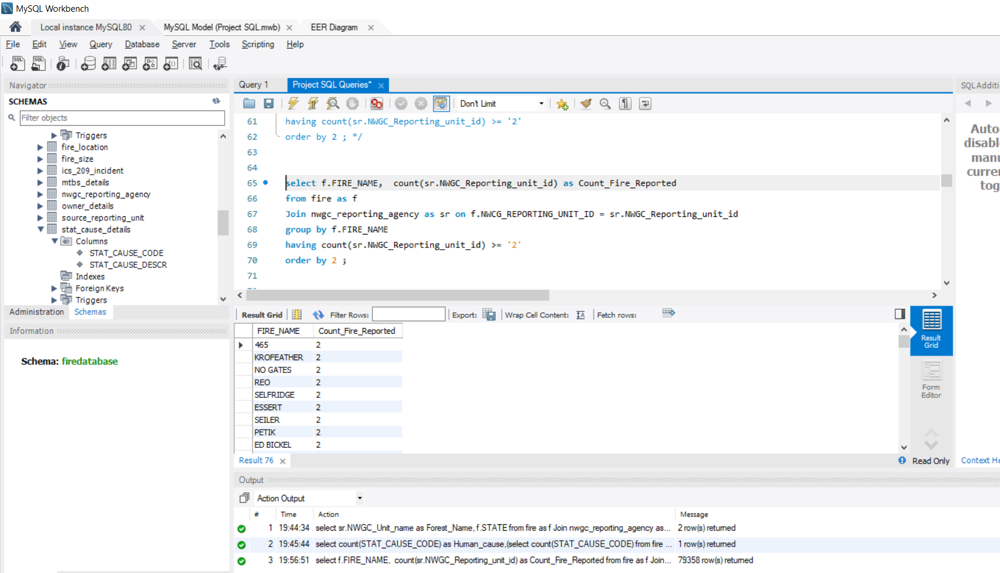 MySQL Workbench
Local instance MySQL80
MySQL Model (Project SQL.mwb)
EER Diagram
File Edit View Query Database Server Tools Scripting Help
Navigator
SCHEMAS
Filter objects
Triggers
fire_location
fire_size
ics_209_incident
mtbs_details
nwgc_reporting_agency
owner_details
source_reporting_unit
stat_cause_details
Columns
STAT_CAUSE_CODE
STAT_CAUSE_DESCR
Indexes
Foreign Keys
Triggers
Administration Schemas
Information
Schema: firedatabase
Query 1
Project SQL Queries*
Don't Limit
61 having count(sr.NWGC_Reporting_unit_id) >= '2'
62 order by 2 ; */
63
64
65 select f.FIRE_NAME, count(sr.NWGC_Reporting_unit_id) as Count_Fire_Reported
66 from fire as f
67 Join nwgc_reporting_agency as sr on f.NWCG_REPORTING_UNIT_ID = sr.NWGC_Reporting_unit_id
68 group by f.FIRE_NAME
69 having count(sr.NWGC_Reporting_unit_id) >= '2'
70 order by 2 ;
71
Result Grid Filter Rows: Export: Wrap Cell Content: Fetch rows:
FIRE_NAME Count_Fire_Reported
465 2
KROFEATHER 2
NO GATES 2
REO 2
SELFRIDGE 2
ESSERT 2
SEILER 2
PETIK 2
ED BICKEL 2
Result
Grid
Form
Editor
Result 76
Read Only
SQLAdditi
Auto
disabl
man
curre
tog
Context He
Output
Action Output
# Time Action Message
1 19:44:34 select sr.NWGC_Unit_name as Forest_Name, f.STATE from fire as f Join nwgc_reporting_agency as... 2 row(s) returned
2 19:45:44 select count(STAT_CAUSE_CODE) as Human_cause,(select count(STAT_CAUSE_CODE) from fire ... 1 row(s) returned
3 19:56:51 select f.FIRE_NAME, count(sr.NWGC_Reporting_unit_id) as Count_Fire_Reported from fire as f Join... 79358 row(s) returned